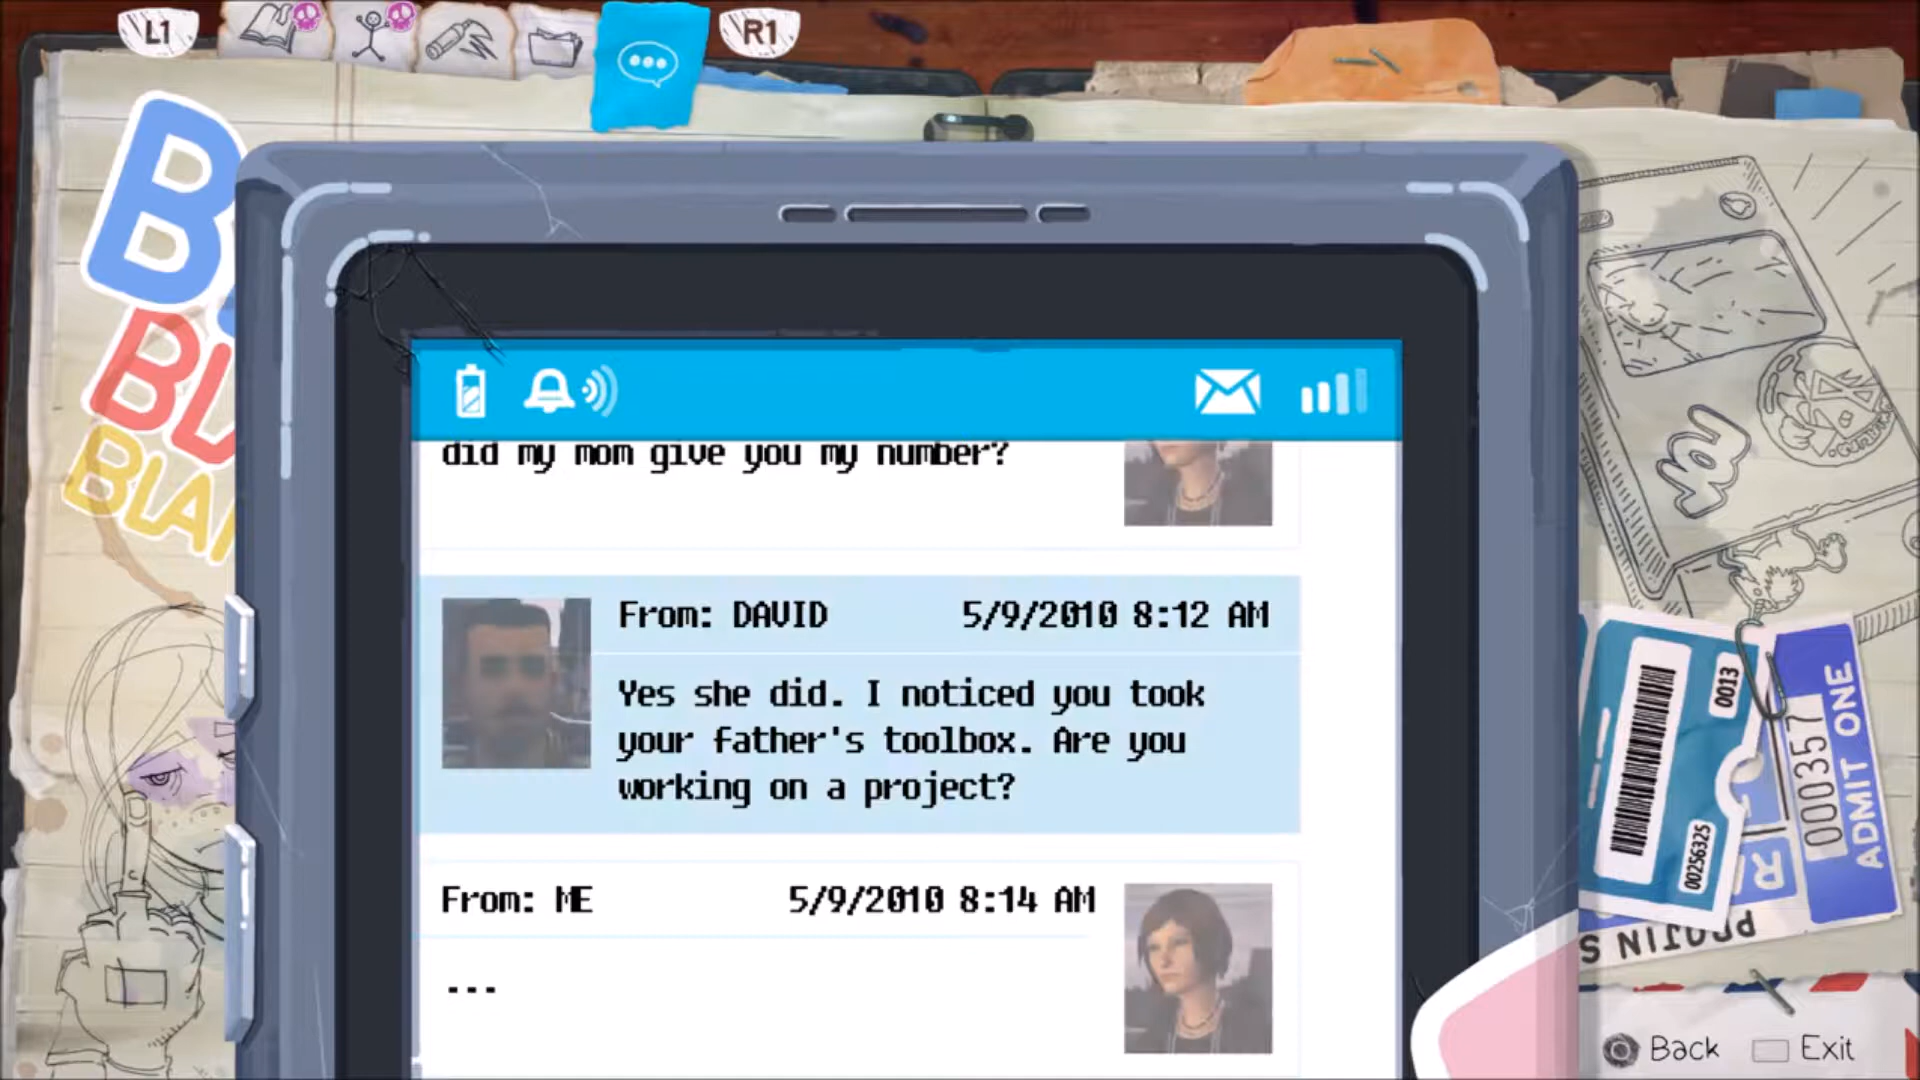 L1
R1
did my mom give you my number?
From: DAVID 5/9/2010 8:12 AM
Yes she did. I noticed you took
your father's toolbox. Are you
working on a project?
From: ME 5/9/2010 8:14 AM
...
0013
00256325
000357
ADMIT ONE
Back
Exit